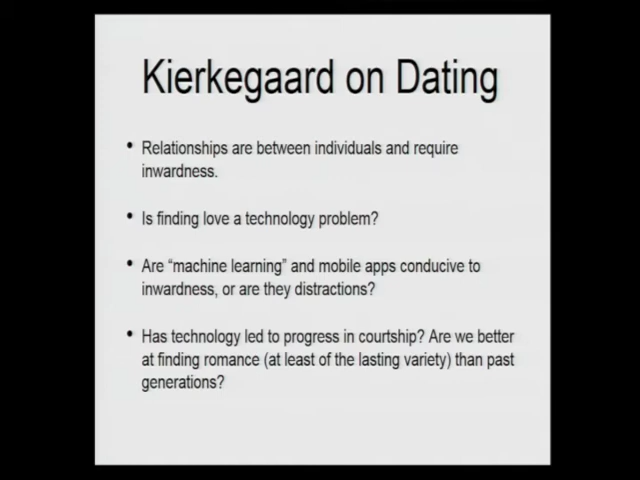 Kierkegaard on Dating
• Relationships are between individuals and require
inwardness.
• Is finding love a technology problem?
• Are “machine learning” and mobile apps conducive to
inwardness, or are they distractions?
• Has technology led to progress in courtship? Are we better
at finding romance (at least of the lasting variety) than past
generations?